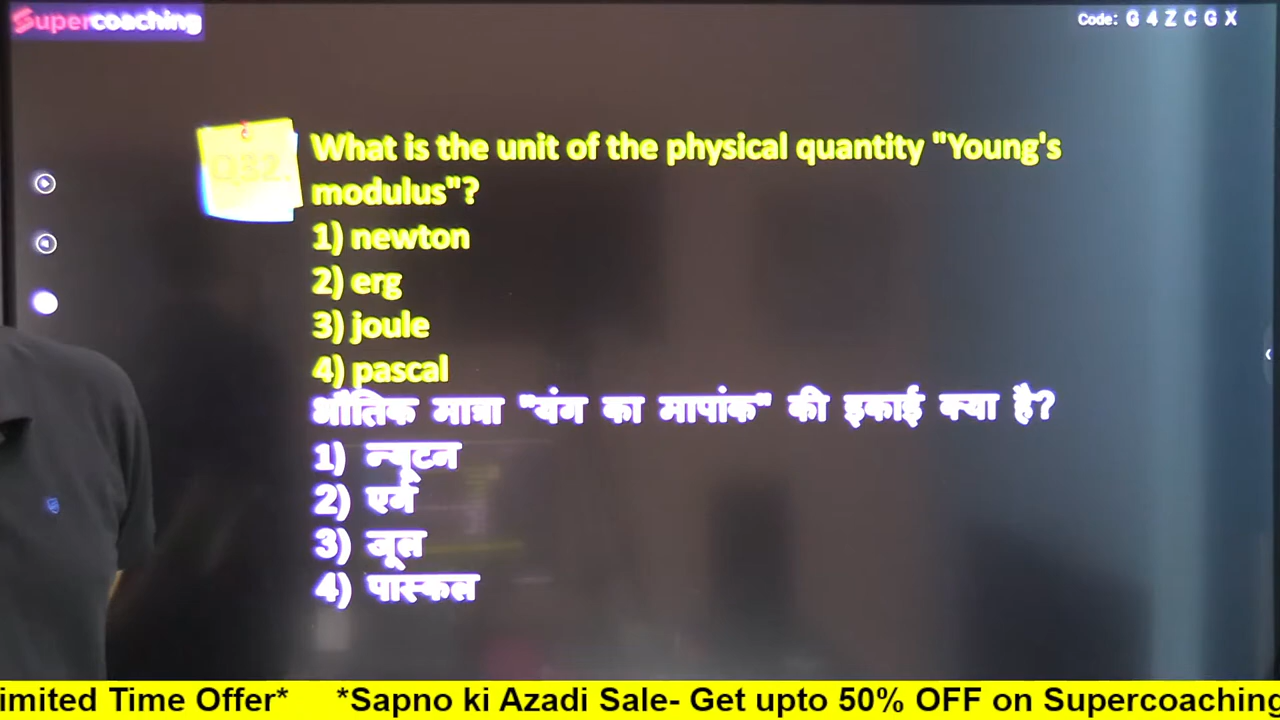 Supercoaching
Code: G 4 Z C G X
Q32.
What is the unit of the physical quantity "Young's
modulus"?
1) newton
2) erg
3) joule
4) pascal
भौतिक मात्रा "यंग का मापांक" की इकाई क्या है?
1) न्यूटन
2) एर्ग
3) जूल
4) पास्कल
imited Time Offer* *Sapno ki Azadi Sale- Get upto 50% OFF on Supercoaching